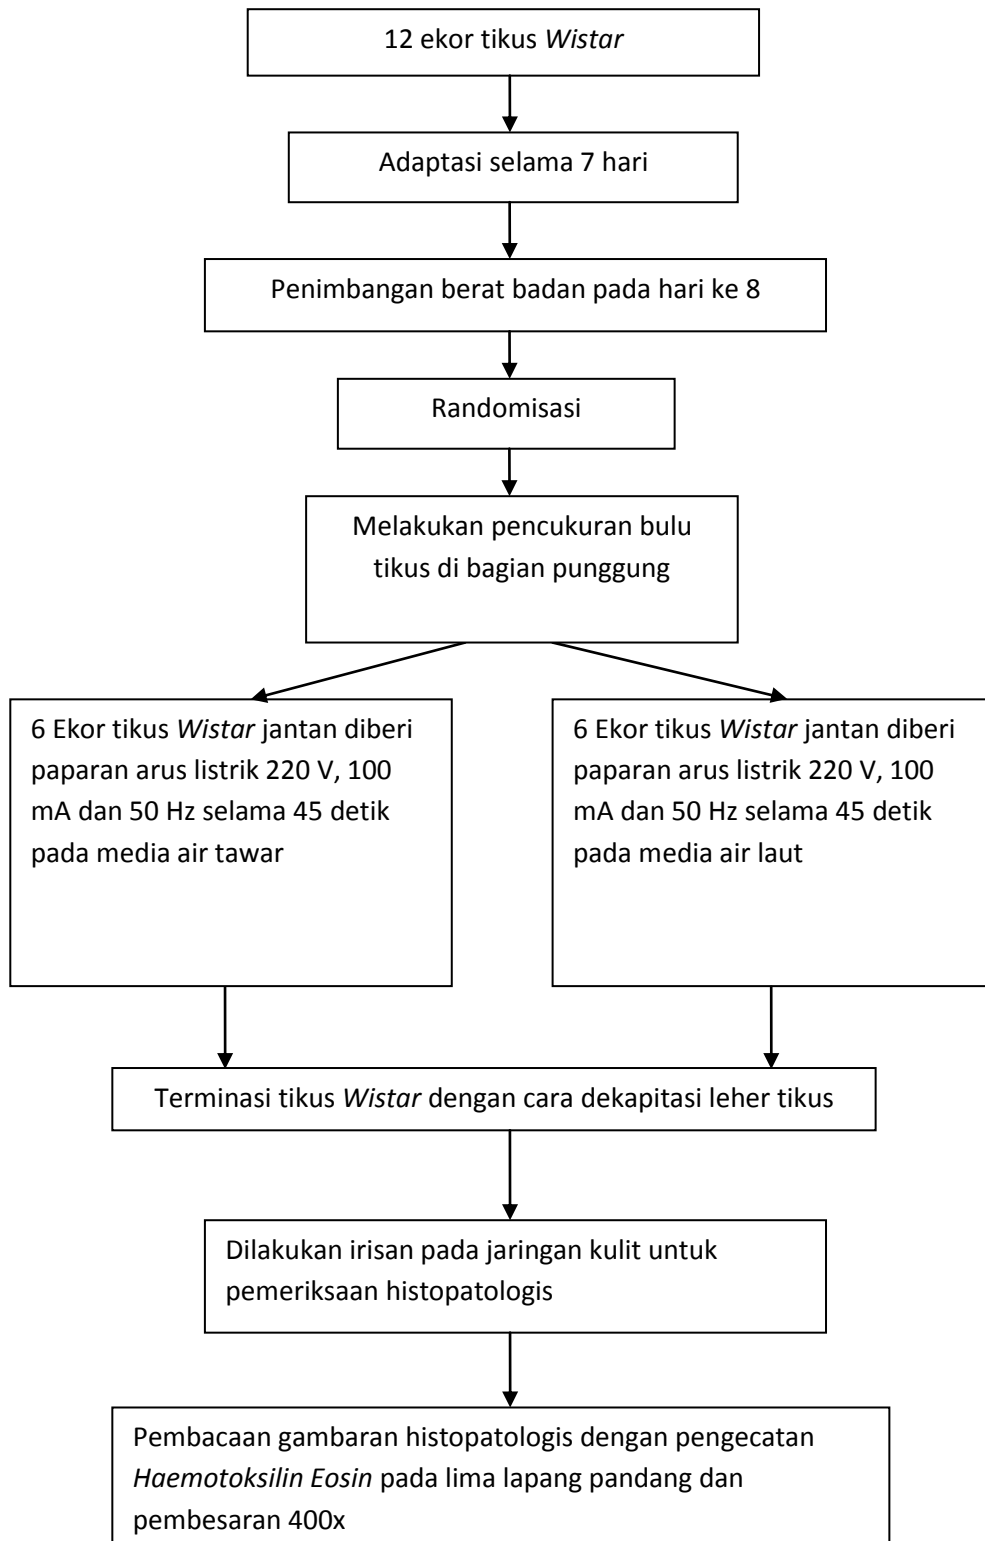 12 ekor tikus Wistar
Adaptasi selama 7 hari
Penimbangan berat badan pada hari ke 8
Randomisasi
Melakukan pencukuran bulu
tikus di bagian punggung
6 Ekor tikus Wistar jantan diberi
paparan arus listrik 220 V, 100
mA dan 50 Hz selama 45 detik
pada media air tawar
6 Ekor tikus Wistar jantan diberi
paparan arus listrik 220 V, 100
mA dan 50 Hz selama 45 detik
pada media air laut
Terminasi tikus Wistar dengan cara dekapitasi leher tikus
Dilakukan irisan pada jaringan kulit untuk
pemeriksaan histopatologis
Pembacaan gambaran histopatologis dengan pengecatan
Haemotoksilin Eosin pada lima lapang pandang dan
pembesaran 400x